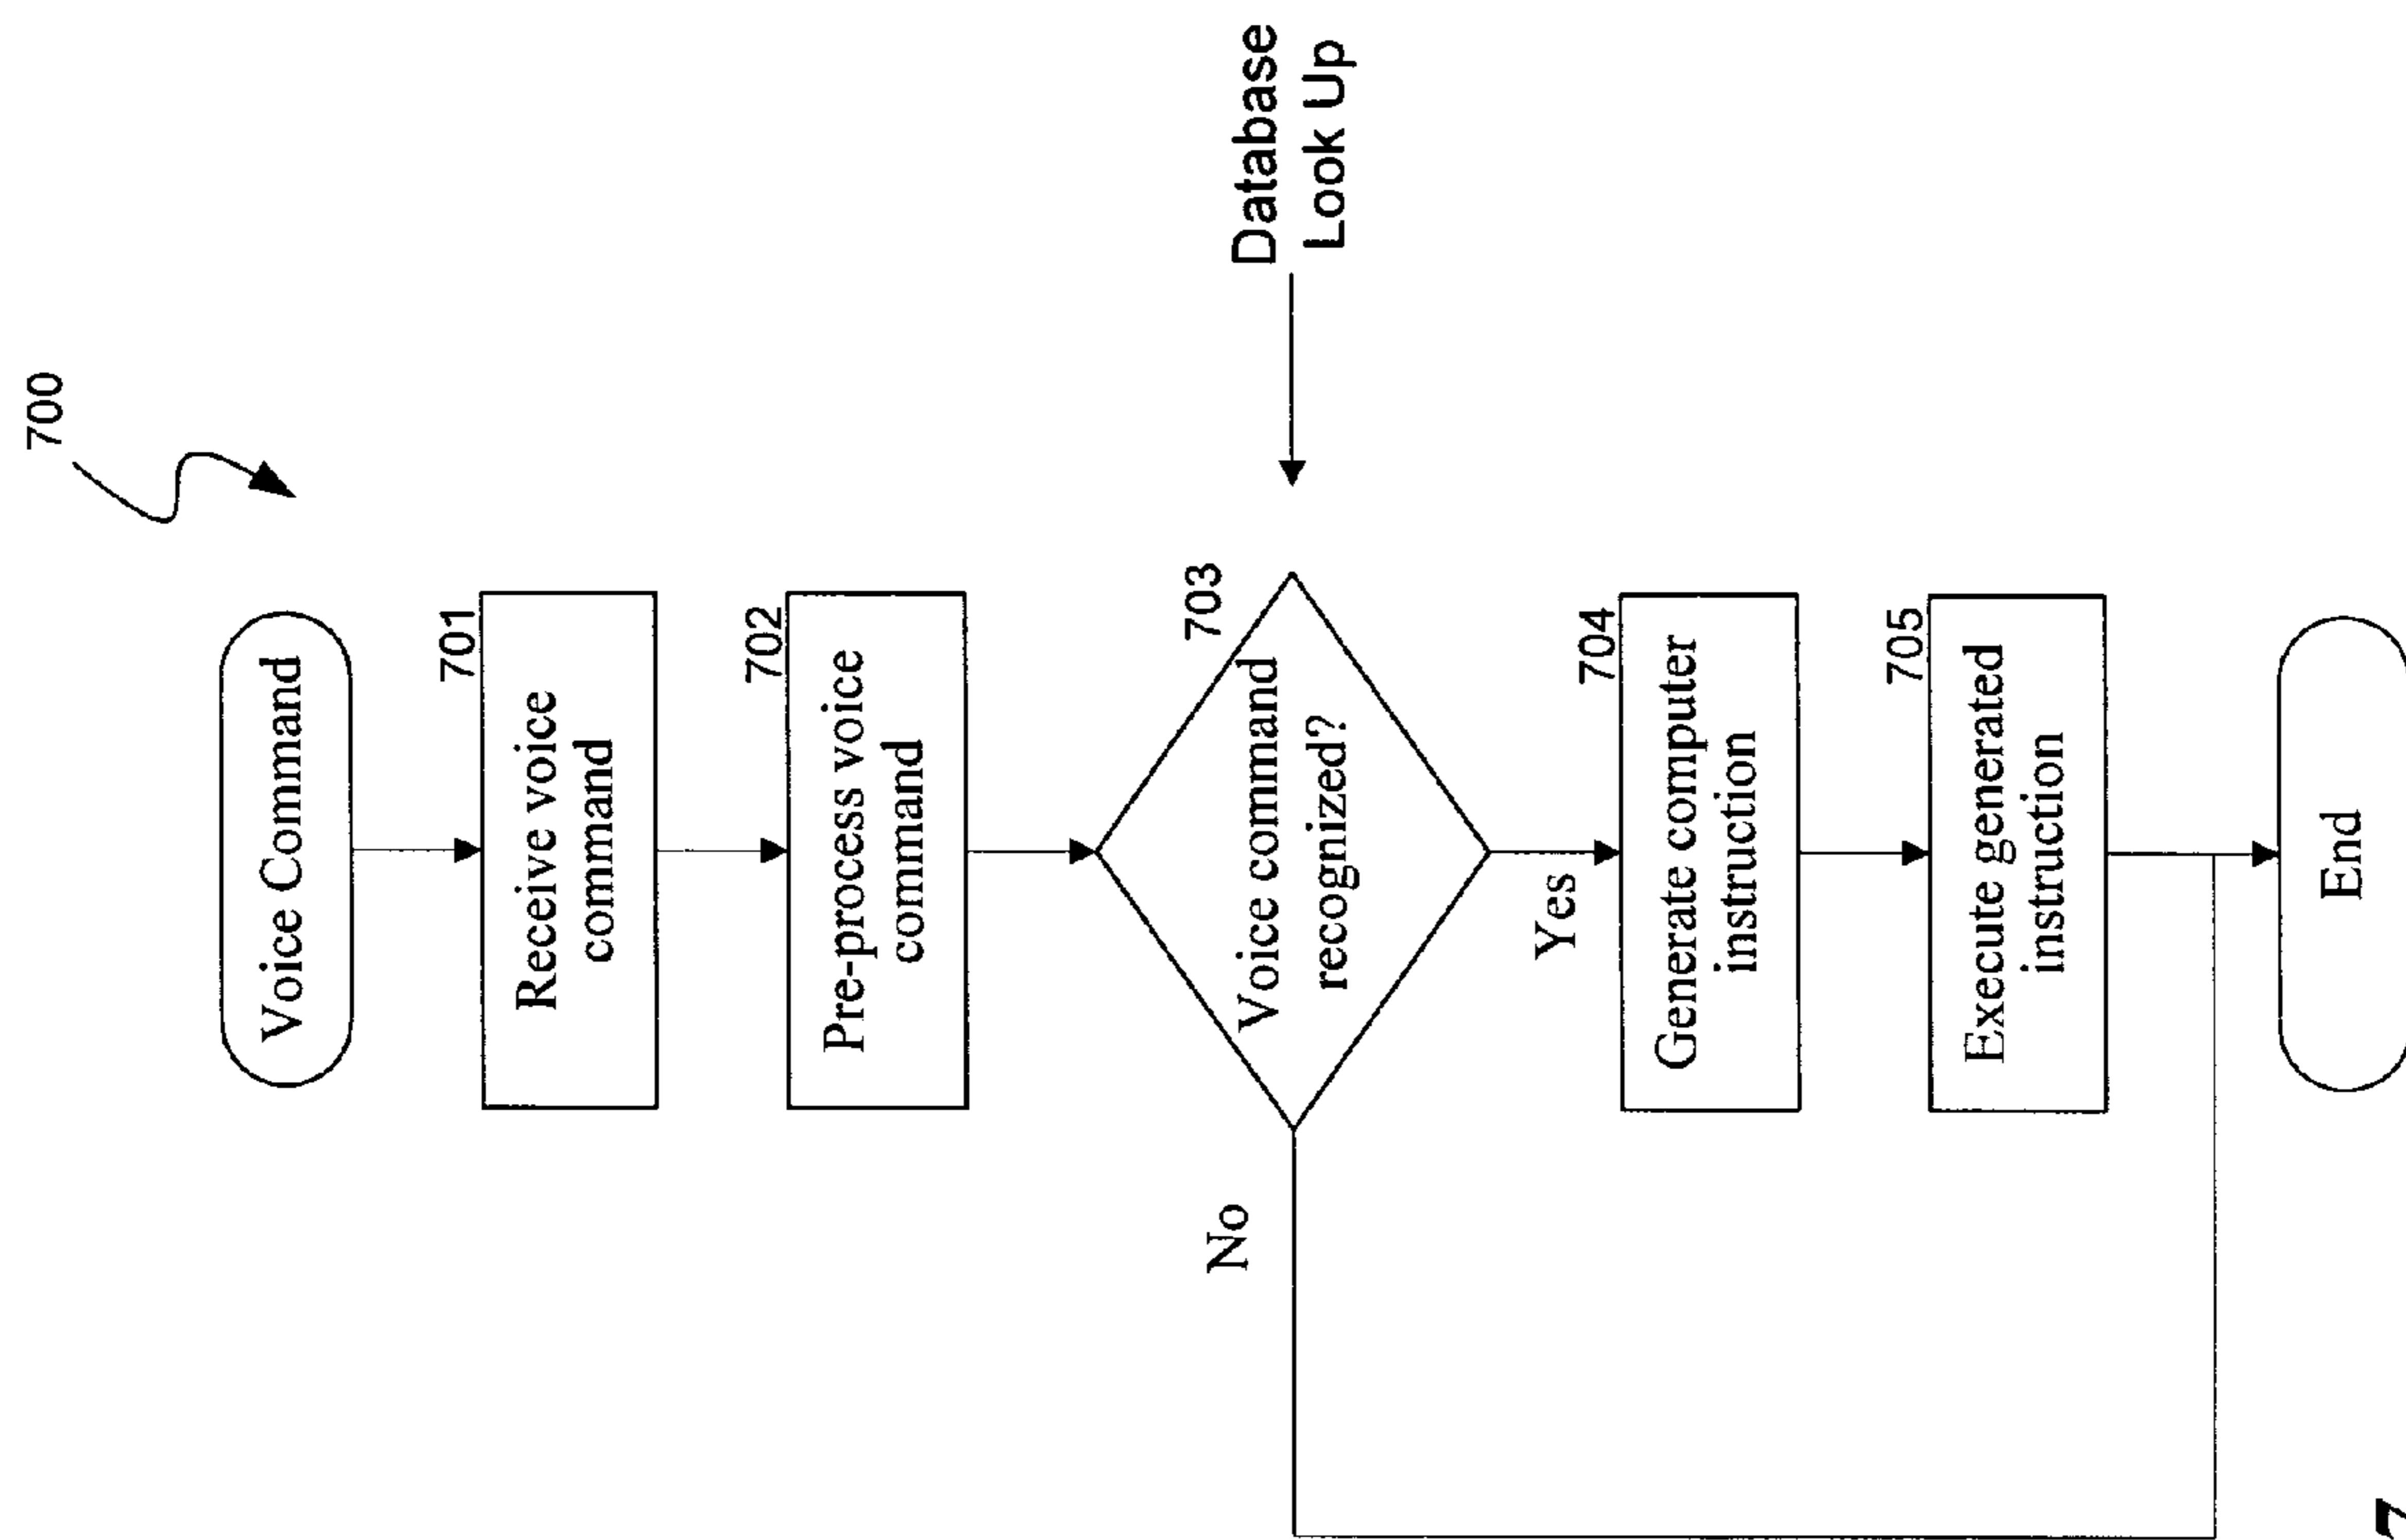 700
Voice Command
701
Receive voice
command
702
Pre-process voice
command
703
Voice command
recognized?
Database
Look Up
No
Yes
704
Generate computer
instruction
705
Execute generated
instruction
End
7